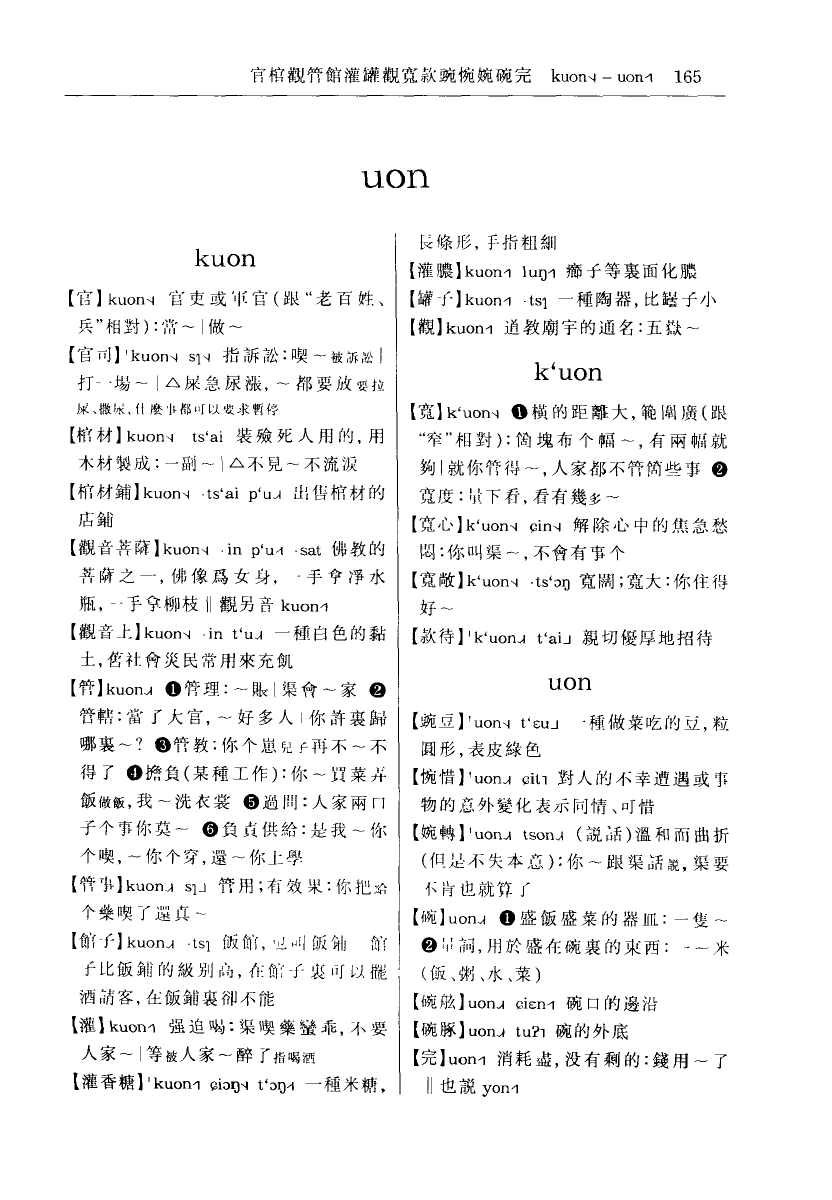 官棺觀管館灌罐觀寬款豌惋婉碗完 kuon˧˥ – uon˦ 165
uon
kuon
【官】kuon 官吏或軍官(跟“老百姓、
兵”相對):當~|做~
【官司】ˈkuon sɿ 指訴訟:喫~被訴訟|
打一場~|△屎急尿漲,~都要放要拉
屎、撒尿,什麽事都可以要求暫停
【棺材】kuon tsʻai 裝殮死人用的,用
木材製成:一副~|△不見~不流淚
【棺材鋪】kuon ·tsʻai pʻu 出售棺材的
店鋪
【觀音菩薩】kuon ·in pʻu ·sat 佛教的
菩薩之一,佛像爲女身,一手拿凈水
瓶,一手拿柳枝‖觀另音 kuon
【觀音土】kuon ·in tʻu 一種白色的黏
土,舊社會災民常用來充飢
【管】kuon ❶管理:~賬|渠會~家 ❷
管轄:當了大官,~好多人|你許裏歸
哪裏~? ❸管教:你个崽兒子再不~不
得了 ❹擔負(某種工作):你~買菜弄
飯做飯,我~洗衣裳 ❺過問:人家兩口
子个事你莫~ ❻負責供給:是我~你
个喫,~你个穿,還~你上學
【管事】kuon sɿ 管用;有效果:你把給
个藥喫了還真~
【館子】kuon ·tsɿ 飯館,也叫飯鋪 館
子比飯鋪的級别高,在館子裏可以擺
酒請客,在飯鋪裏卻不能
【灌】kuon 强迫喝:渠喫藥蠻乖,不要
人家~|等被人家~醉了指喝酒
【灌香糖】ˈkuon ɕiɔŋ tʻɔŋ 一種米糖,
長條形,手指粗細
【灌膿】kuon luŋ 癤子等裏面化膿
【罐子】kuon ·tsɿ 一種陶器,比罎子小
【觀】kuon 道教廟宇的通名:五嶽~
kʻuon
【寬】kʻuon ❶橫的距離大,範圍廣(跟
“窄”相對):箇塊布个幅~,有兩幅就
夠|就你管得~,人家都不管箇些事 ❷
寬度:量下看,看有幾多~
【寬心】kʻuon ɕin 解除心中的焦急愁
悶:你叫渠~,不會有事个
【寬敞】kʻuon ·tsʻɔŋ 寬闊;寬大:你住得
好~
【款待】ˈkʻuon tʻai 親切優厚地招待
uon
【豌豆】ˈuon tʻɛu 一種做菜吃的豆,粒
圓形,表皮綠色
【惋惜】ˈuon ɕit 對人的不幸遭遇或事
物的意外變化表示同情、可惜
【婉轉】ˈuon tson (説話)溫和而曲折
(但是不失本意):你~跟渠話説,渠要
不肯也就算了
【碗】uon ❶盛飯盛菜的器皿:一隻~
❷量詞,用於盛在碗裏的東西:一~米
(飯、粥、水、菜)
【碗舷】uon ɕiɛn 碗口的邊沿
【碗豚】uon tuʔ 碗的外底
【完】uon 消耗盡,没有剩的:錢用~了
‖也説 yon